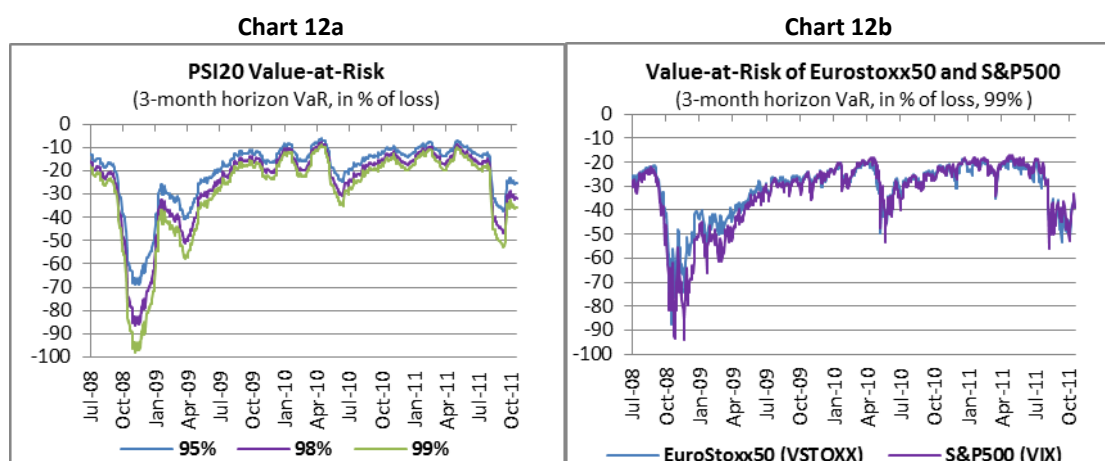 Chart 12a
PSI20 Value-at-Risk
(3-month horizon VaR, in % of loss)
0
-10
-20
-30
-40
-50
-60
-70
-80
-90
-100
Jul-08
Oct-08
Jan-09
Apr-09
Jul-09
Oct-09
Jan-10
Apr-10
Jul-10
Oct-10
Jan-11
Apr-11
Jul-11
Oct-11
95%
98%
99%
Chart 12b
Value-at-Risk of Eurostoxx50 and S&P500
(3-month horizon VaR, in % of loss, 99% )
0
-10
-20
-30
-40
-50
-60
-70
-80
-90
-100
Jul-08
Oct-08
Jan-09
Apr-09
Jul-09
Oct-09
Jan-10
Apr-10
Jul-10
Oct-10
Jan-11
Apr-11
Jul-11
Oct-11
EuroStoxx50 (VSTOXX)
S&P500 (VIX)